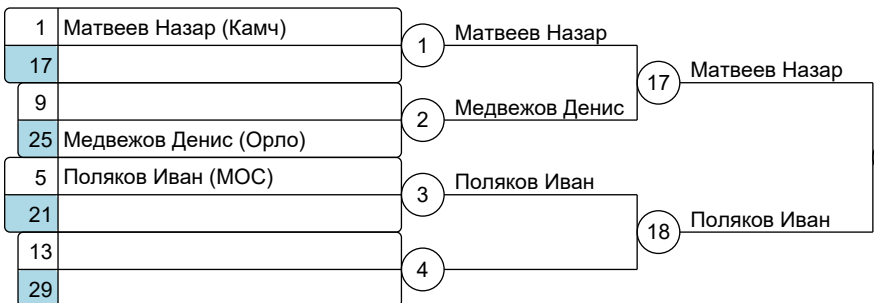 1 Матвеев Назар (Камч)
17
1 Матвеев Назар
9
25 Медвежов Денис (Орло)
2 Медвежов Денис
17 Матвеев Назар
5 Поляков Иван (МОС)
21
3 Поляков Иван
13
29
4
18 Поляков Иван